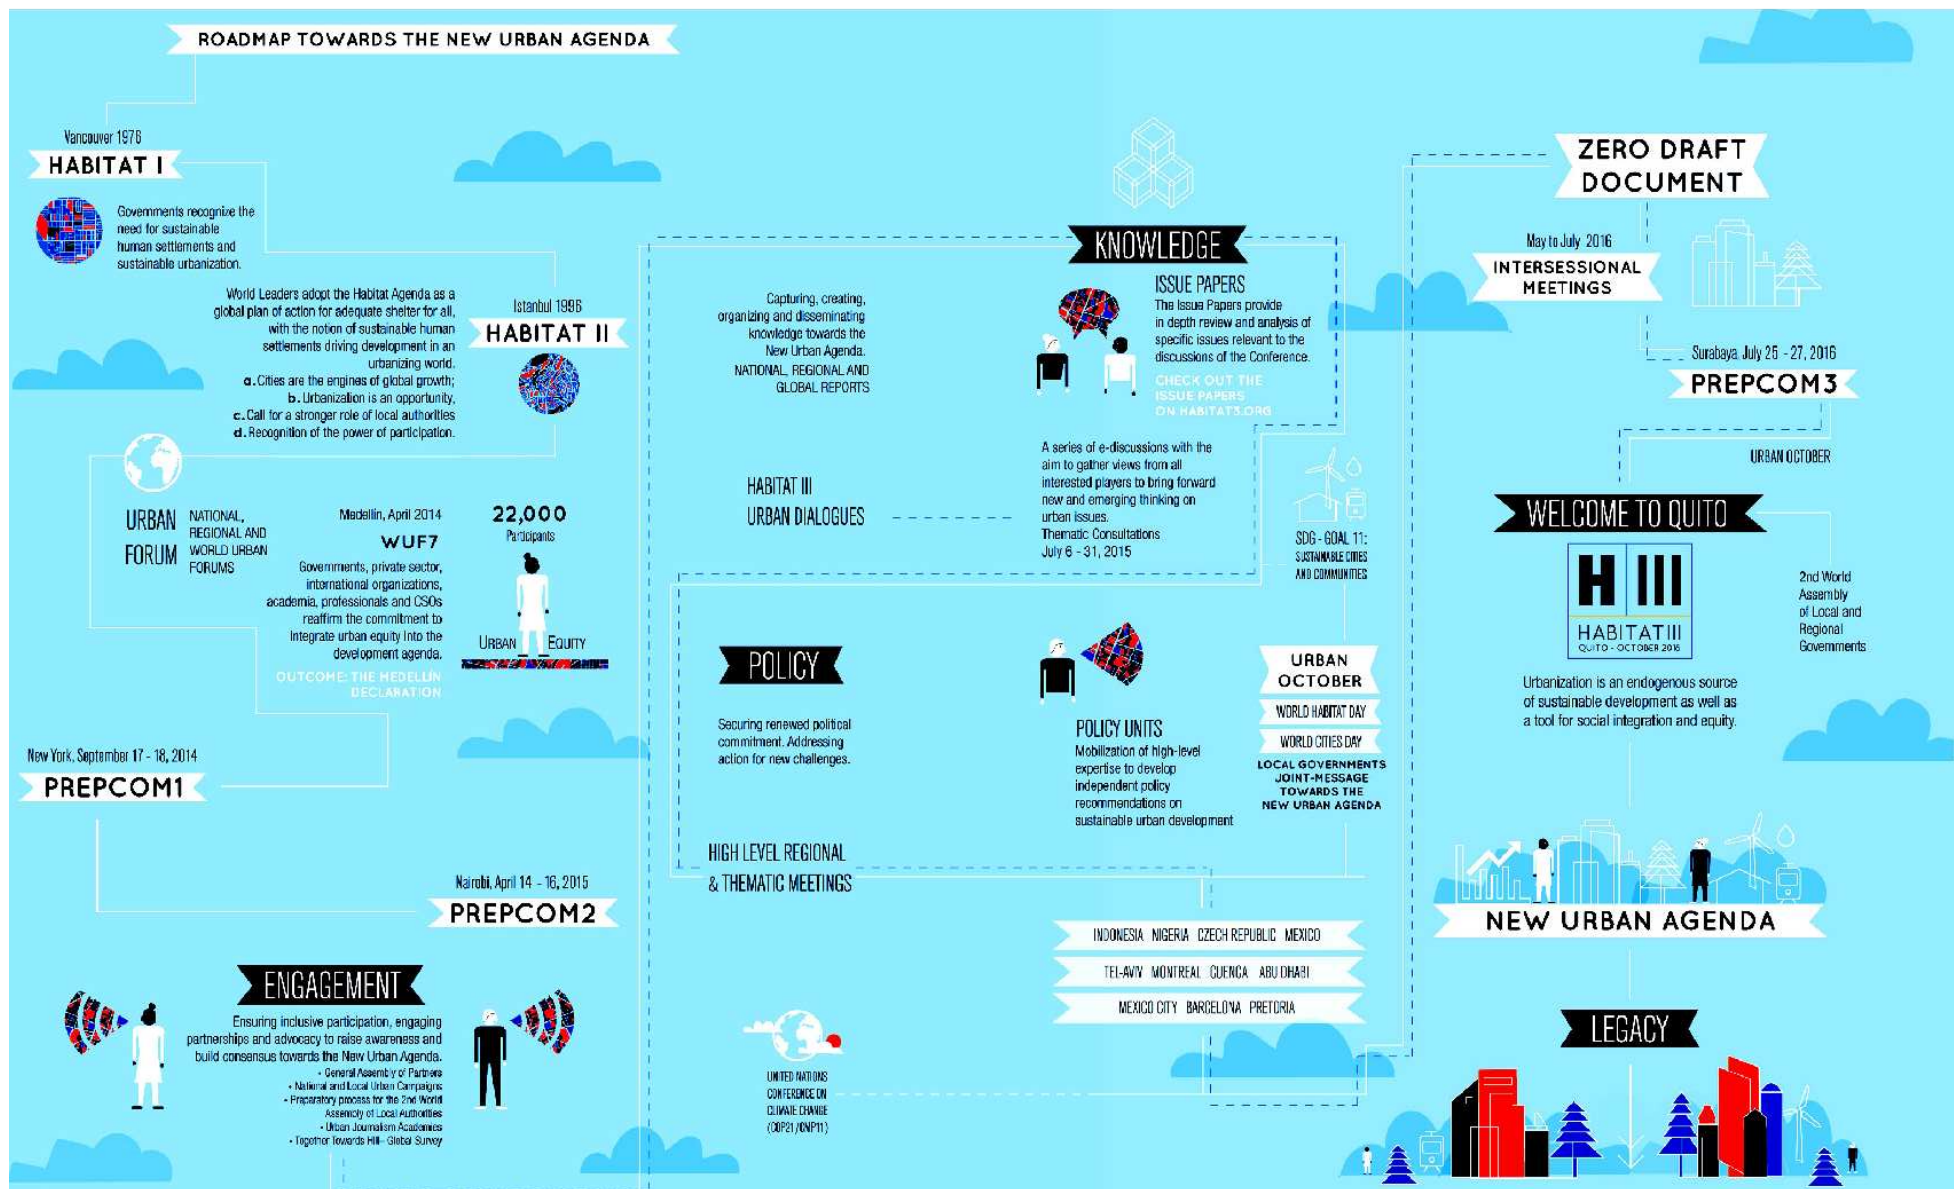 ROADMAP TOWARDS THE NEW URBAN AGENDA
Vancouver 1976
HABITAT I
Governments recognize the
need for sustainable
human settlements and
sustainable urbanization.
World Leaders adopt the Habitat Agenda as a
global plan of action for adequate shelter for all,
with the notion of sustainable human
settlements driving development in an
urbanizing world.
a.Cities are the engines of global growth;
b.Urbanization is an opportunity,
c.Call for a stronger role of local authorities
d.Recognition of the power of participation.
Istanbul 1996
HABITAT II
URBAN
FORUM
NATIONAL,
REGIONAL AND
WORLD URBAN
FORUMS
Medellin, April 2014
WUF7
Governments, private sector,
international organizations,
academia, professionals and CSOs
reaffirm the commitment to
integrate urban equity into the
development agenda.
OUTCOME: THE MEDELLÍN
DECLARATION
22,000
Participants
URBAN EQUITY
New York, September 17 - 18, 2014
PREPCOM1
Nairobi, April 14 - 16, 2015
PREPCOM2
ENGAGEMENT
Ensuring inclusive participation, engaging
partnerships and advocacy to raise awareness and
build consensus towards the New Urban Agenda.
• General Assembly of Partners
• National and Local Urban Campaigns
• Preparatory process for the 2nd World
Assembly of Local Authorities
• Urban Journalism Academies
• Together Towards HIII– Global Survey
KNOWLEDGE
Capturing, creating,
organizing and disseminating
knowledge towards the
New Urban Agenda.
NATIONAL, REGIONAL AND
GLOBAL REPORTS
ISSUE PAPERS
The Issue Papers provide
in depth review and analysis of
specific issues relevant to the
discussions of the Conference.
CHECK OUT THE
ISSUE PAPERS
ON HABITAT3.ORG
HABITAT III
URBAN DIALOGUES
A series of e-discussions with the
aim to gather views from all
interested players to bring forward
new and emerging thinking on
urban issues.
Thematic Consultations
July 6 - 31, 2015
SDG - GOAL 11:
SUSTAINABLE CITIES
AND COMMUNITIES
POLICY
Securing renewed political
commitment. Addressing
action for new challenges.
POLICY UNITS
Mobilization of high-level
expertise to develop
independent policy
recommendations on
sustainable urban development
URBAN
OCTOBER
WORLD HABITAT DAY
WORLD CITIES DAY
LOCAL GOVERNMENTS
JOINT-MESSAGE
TOWARDS THE
NEW URBAN AGENDA
HIGH LEVEL REGIONAL
& THEMATIC MEETINGS
INDONESIA NIGERIA CZECH REPUBLIC MEXICO
TEL-AVIV MONTREAL CUENCA ABU DHABI
MEXICO CITY BARCELONA PRETORIA
UNITED NATIONS
CONFERENCE ON
CLIMATE CHANGE
(COP21/CMP11)
ZERO DRAFT
DOCUMENT
May to July 2016
INTERSESSIONAL
MEETINGS
Surabaya, July 25 - 27, 2016
PREPCOM3
URBAN OCTOBER
WELCOME TO QUITO
H III
HABITAT III
QUITO - OCTOBER 2016
2nd World
Assembly
of Local and
Regional
Governments
Urbanization is an endogenous source
of sustainable development as well as
a tool for social integration and equity.
NEW URBAN AGENDA
LEGACY